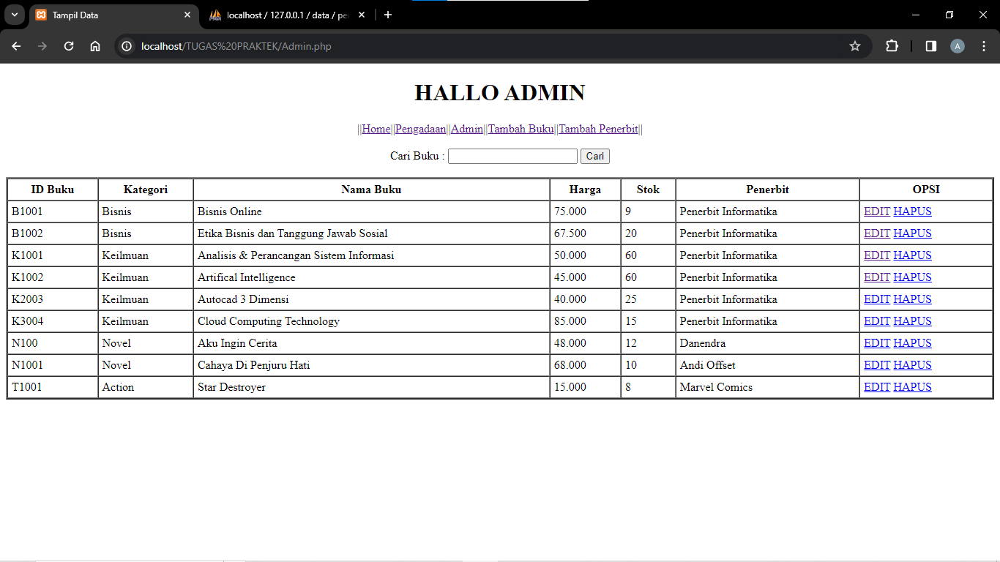 Tampil Data
localhost / 127.0.0.1 / data / pe
localhost/TUGAS%20PRAKTEK/Admin.php
A
HALLO ADMIN
||Home||Pengadaan||Admin||Tambah Buku||Tambah Penerbit||
Cari Buku : Cari
ID Buku Kategori Nama Buku Harga Stok Penerbit OPSI
B1001 Bisnis Bisnis Online 75.000 9 Penerbit Informatika EDIT HAPUS
B1002 Bisnis Etika Bisnis dan Tanggung Jawab Sosial 67.500 20 Penerbit Informatika EDIT HAPUS
K1001 Keilmuan Analisis & Perancangan Sistem Informasi 50.000 60 Penerbit Informatika EDIT HAPUS
K1002 Keilmuan Artifical Intelligence 45.000 60 Penerbit Informatika EDIT HAPUS
K2003 Keilmuan Autocad 3 Dimensi 40.000 25 Penerbit Informatika EDIT HAPUS
K3004 Keilmuan Cloud Computing Technology 85.000 15 Penerbit Informatika EDIT HAPUS
N100 Novel Aku Ingin Cerita 48.000 12 Danendra EDIT HAPUS
N1001 Novel Cahaya Di Penjuru Hati 68.000 10 Andi Offset EDIT HAPUS
T1001 Action Star Destroyer 15.000 8 Marvel Comics EDIT HAPUS